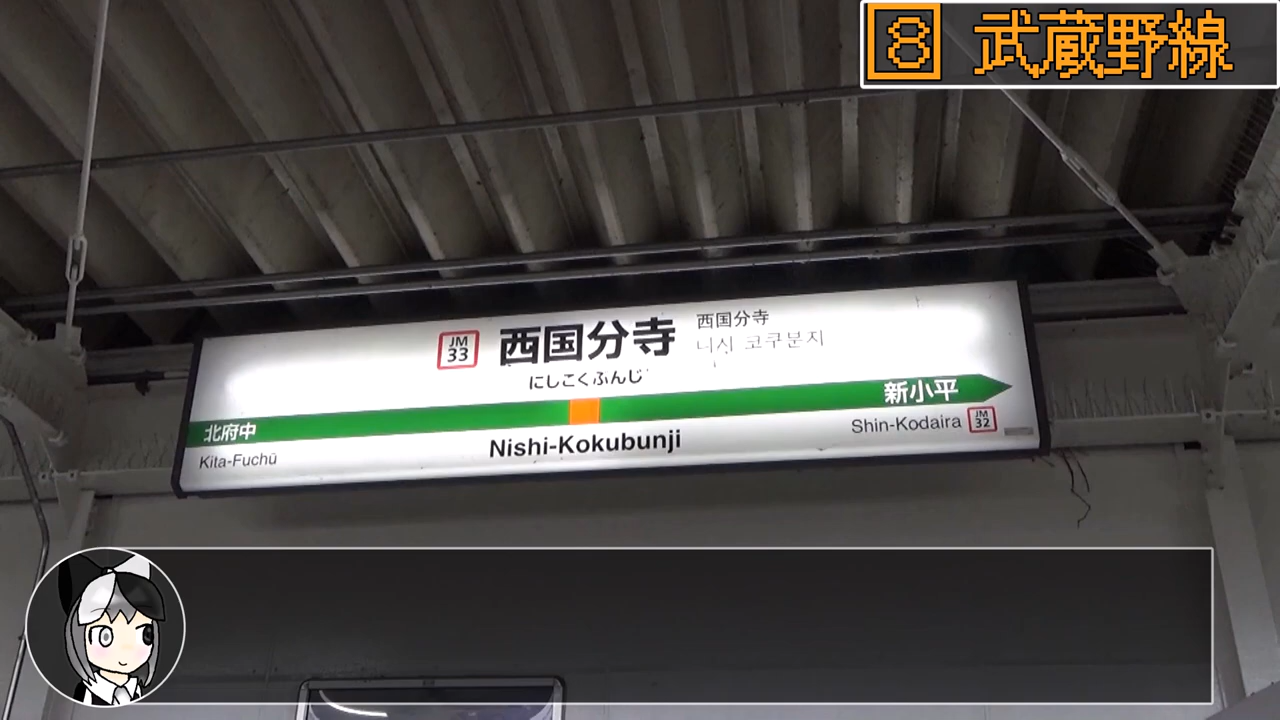 8 武蔵野線
JM 33 西国分寺 西国分寺
니시 코쿠분지
にしこくぶんじ
北府中 新小平
Kita-Fuchū Nishi-Kokubunji Shin-Kodaira JM 32